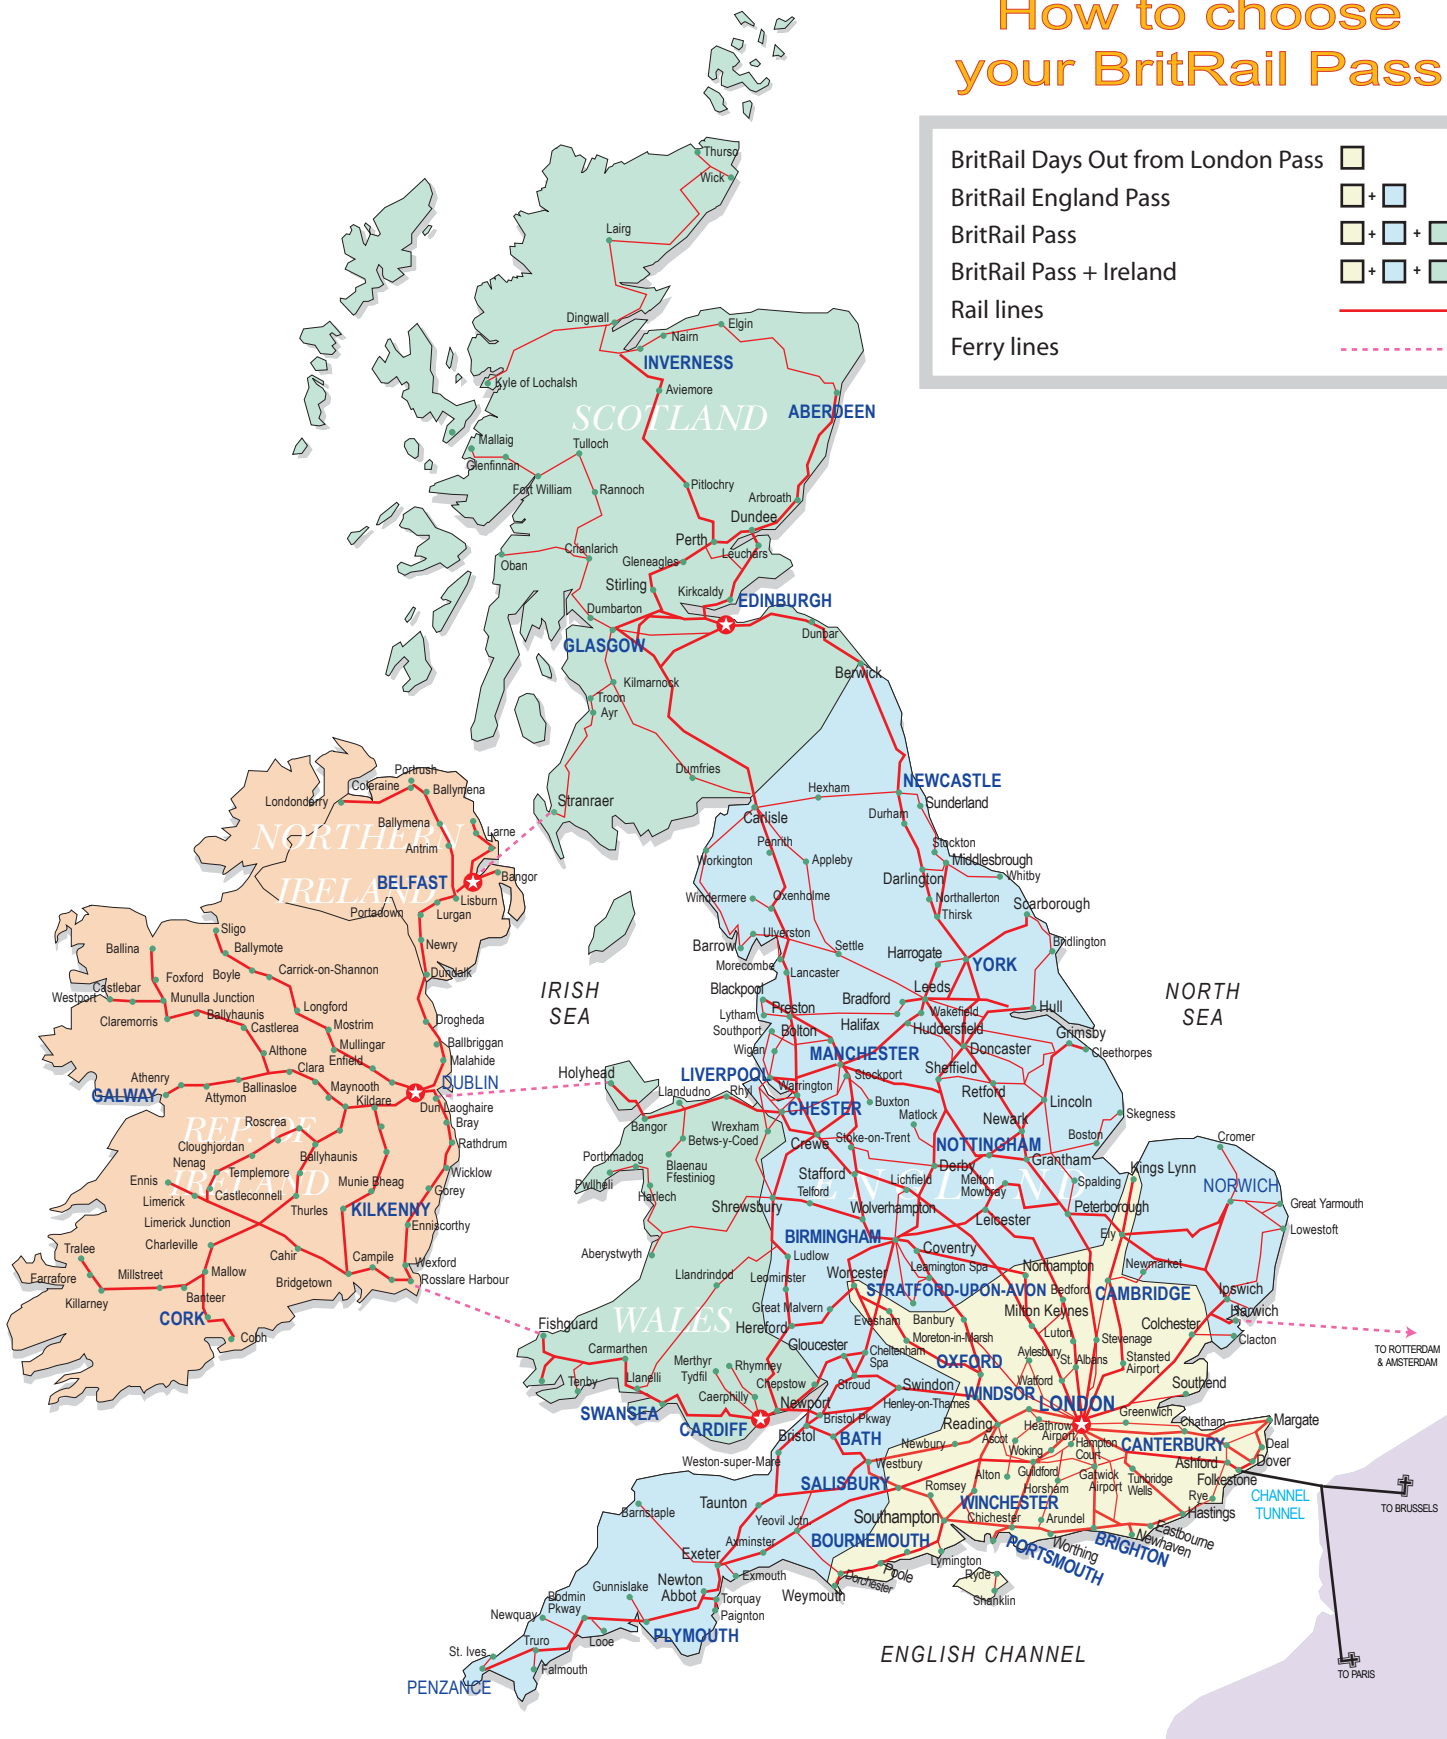 How to choose
your BritRail Pass
BritRail Days Out from London Pass
BritRail England Pass
+
BritRail Pass
+ +
BritRail Pass + Ireland
+ +
Rail lines
Ferry lines
Thurso
Wick
Lairg
Dingwall
Elgin
Nairn
INVERNESS
Kyle of Lochalsh
Aviemore
SCOTLAND
ABERDEEN
Mallaig
Tulloch
Glenfinnan
Fort William
Rannoch
Pitlochry
Arbroath
Dundee
Perth
Leuchars
Crianlarich
Oban
Gleneagles
Stirling
Kirkcaldy
EDINBURGH
Dumbarton
Dunbar
GLASGOW
Berwick
Kilmarnock
Troon
Ayr
Dumfries
Stranraer
Portrush
Coleraine
Ballymena
Londonderry
NORTHERN
IRELAND
Ballymena
Larne
Antrim
BELFAST
Bangor
Lisburn
Portadown
Lurgan
Newry
Dundalk
Sligo
Ballina
Ballymote
Boyle
Carrick-on-Shannon
Foxford
Castlebar
Westport
Munulla Junction
Longford
Claremorris
Ballyhaunis
Castlerea
Mostrim
Drogheda
Mullingar
Ballbriggan
Althone
Enfield
Malahide
Clara
Athenry
GALWAY
Ballinasloe
Attymon
Maynooth
Kildare
DUBLIN
Dun Laoghaire
Bray
REP. OF
IRELAND
Roscrea
Cloughjordan
Rathdrum
Nenag
Templemore
Ballyhaunis
Wicklow
Ennis
Munie Bheag
Gorey
Castleconnell
Limerick
Thurles
KILKENNY
Limerick Junction
Enniscorthy
Charleville
Tralee
Cahir
Campile
Wexford
Farrafore
Millstreet
Mallow
Bridgetown
Rosslare Harbour
Killarney
Banteer
CORK
Cobh
IRISH
SEA
NORTH
SEA
NEWCASTLE
Hexham
Sunderland
Carlisle
Durham
Penrith
Stockton
Workington
Appleby
Middlesbrough
Darlington
Whitby
Windermere
Oxenholme
Northallerton
Scarborough
Thirsk
Ulverston
Barrow
Settle
Harrogate
Bridlington
Morecombe
YORK
Lancaster
Blackpool
Leeds
Preston
Bradford
Hull
Lytham
Wakefield
Southport
Bolton
Halifax
Huddersfield
Grimsby
Wigan
MANCHESTER
Doncaster
Cleethorpes
Holyhead
LIVERPOOL
Sheffield
Warrington
Stockport
Llandudno
Rhyl
Retford
CHESTER
Buxton
Lincoln
Bangor
Matlock
Newark
Skegness
Wrexham
Betws-y-Coed
Crewe
Stoke-on-Trent
NOTTINGHAM
Boston
Cromer
Porthmadog
Blaenau
Ffestiniog
Derby
Grantham
Kings Lynn
Pwllheli
Stafford
Lichfield
ENGLAND
Melton
Mowbray
Spalding
NORWICH
Harlech
Telford
Great Yarmouth
Shrewsbury
Wolverhampton
Leicester
Peterborough
Lowestoft
BIRMINGHAM
Ely
Aberystwyth
Ludlow
Coventry
Newmarket
Llandrindod
Leominster
Worcester
Leamington Spa
Northampton
STRATFORD-UPON-AVON
Bedford
CAMBRIDGE
Ipswich
WALES
Great Malvern
Evesham
Banbury
Milton Keynes
Harwich
Hereford
Colchester
Fishguard
Moreton-in-Marsh
Luton
Stevenage
Clacton
Gloucester
Carmarthen
Cheltenham
Spa
OXFORD
Aylesbury
St. Albans
Stansted
Airport
TO ROTTERDAM
& AMSTERDAM
Merthyr
Tydfil
Rhymney
Tenby
Llanelli
Chepstow
Stroud
Swindon
Watford
Southend
Caerphilly
WINDSOR
LONDON
SWANSEA
Newport
Henley-on-Thames
Greenwich
CARDIFF
Bristol Pkway
Reading
Heathrow
Airport
Chatham
Margate
Bristol
BATH
Newbury
Ascot
Hampton
Court
CANTERBURY
Deal
Weston-super-Mare
Woking
Westbury
Ashford
Dover
Alton
Guildford
Gatwick
Airport
Tunbridge
Wells
Folkestone
SALISBURY
Romsey
Horsham
Rye
CHANNEL
TUNNEL
TO BRUSSELS
Barnstaple
Taunton
WINCHESTER
Yeovil Jctn.
Southampton
Chichester
Arundel
Hastings
Axminster
BOURNEMOUTH
Eastbourne
Newhaven
Exeter
PORTSMOUTH
Worthing
BRIGHTON
Lymington
Newton
Abbot
Exmouth
Dorchester
Poole
Ryde
Gunnislake
Weymouth
Shanklin
Bodmin
Pkway
Torquay
Newquay
Paignton
PLYMOUTH
Truro
Looe
St. Ives
Falmouth
PENZANCE
ENGLISH CHANNEL
TO PARIS